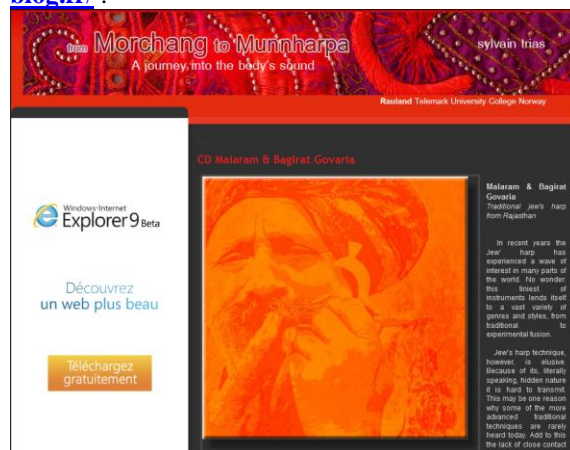 blog.fr/ .
from Morchang to Munnharpa
sylvain trias
A journey into the body's sound
Rauland Telemark University College Norway
CD Malaram & Bagirat Govaria
Windows Internet
Explorer 9 Beta
Découvrez
un web plus beau
Téléchargez
gratuitement
Malaram & Bagirat
Govaria
Traditional jew's harp
from Rajasthan
In recent years the
Jew' harp has
experienced a wave of
interest in many parts of
the world. No wonder:
this tiniest of
instruments lends itself
to a vast variety of
genres and styles, from
traditional to
experimental fusion.
Jew's harp technique,
however, is elusive.
Because of its, literally
speaking, hidden nature
it is hard to transmit.
This may be one reason
why some of the more
advanced traditional
techniques are rarely
heard today. Add to this
the lack of close contact